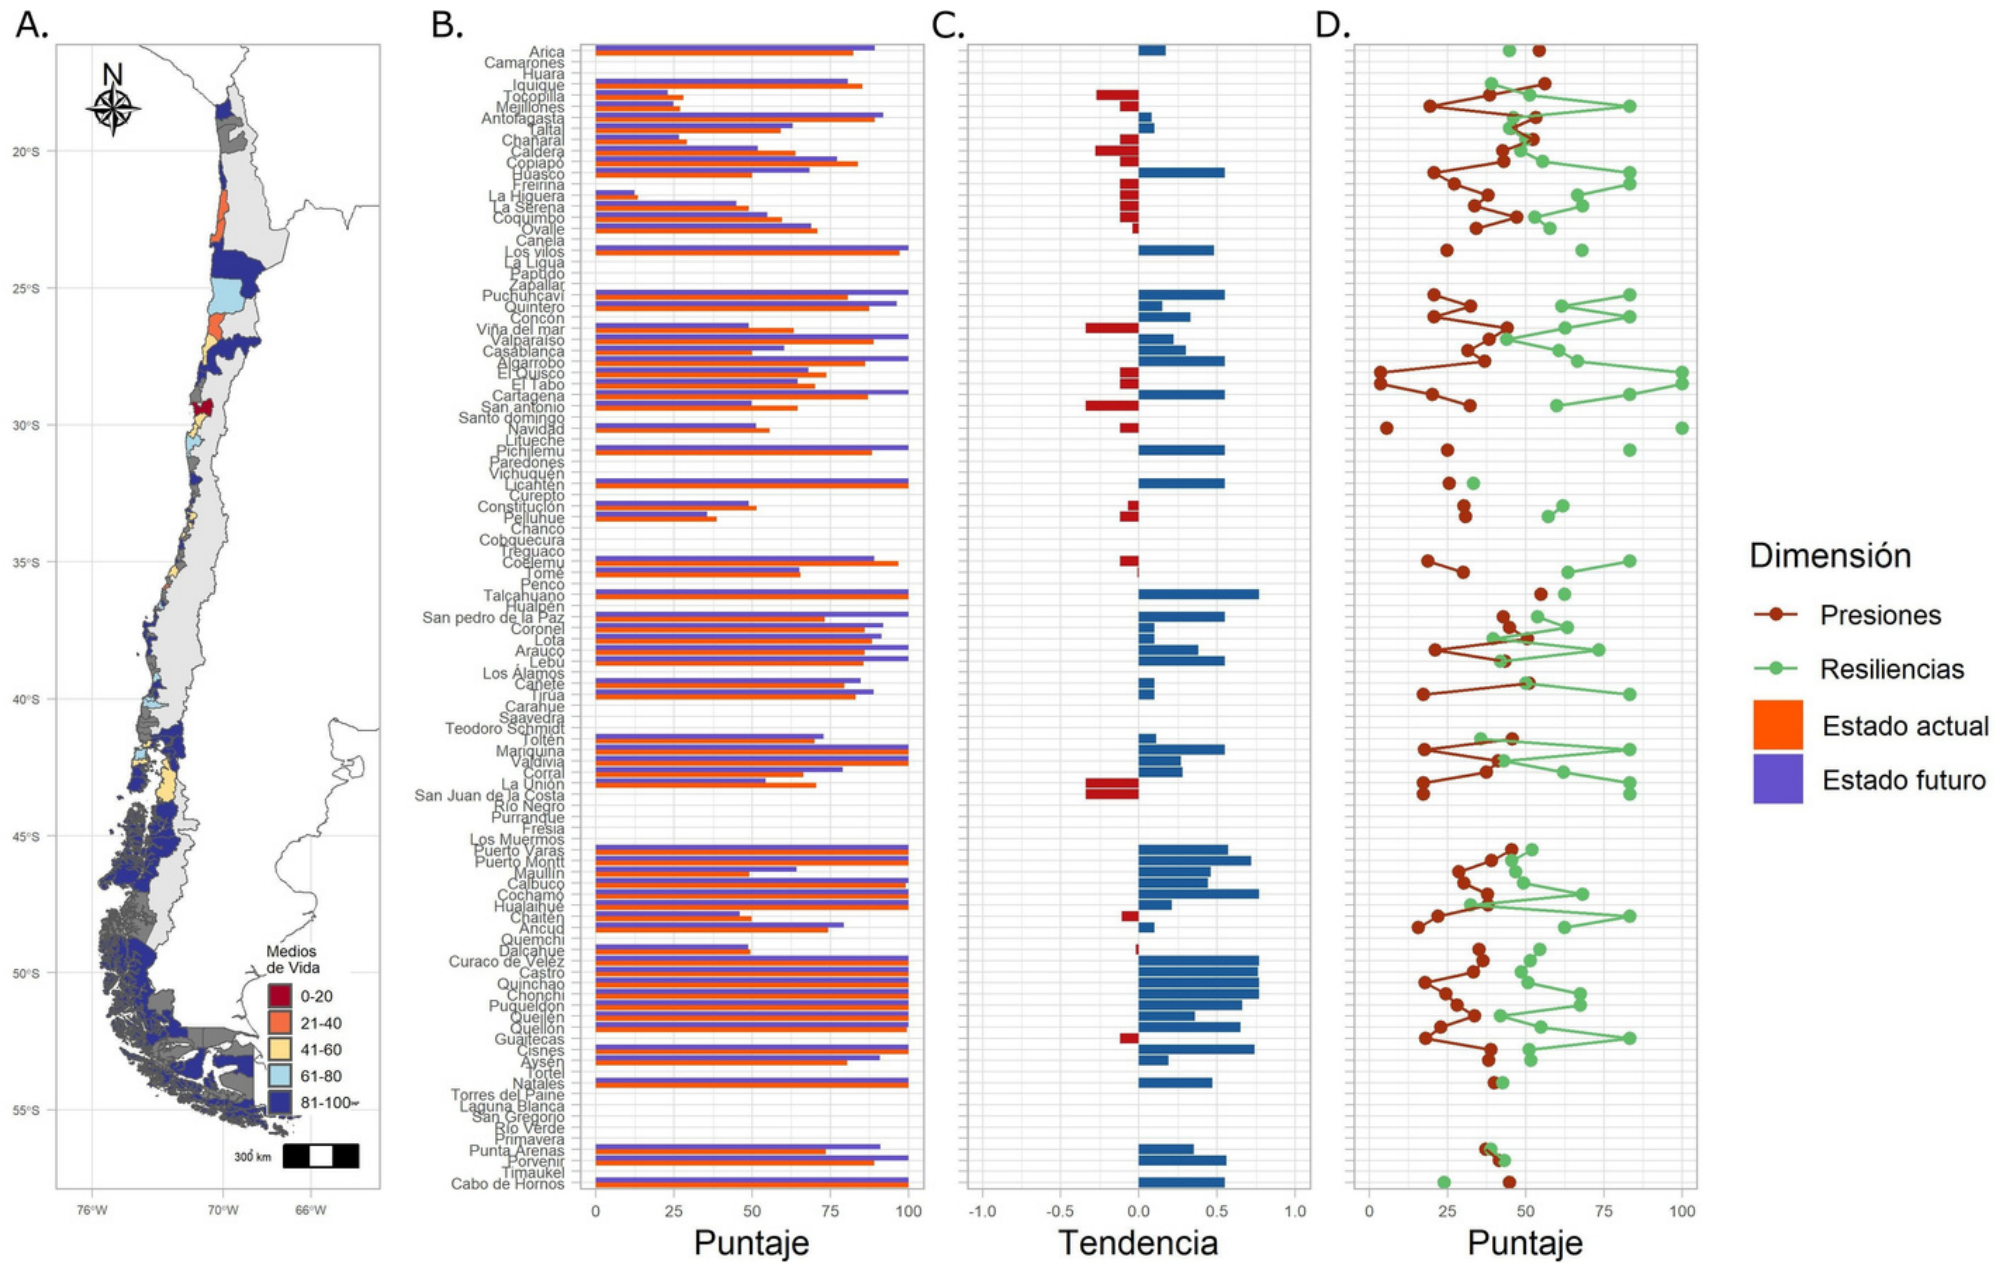 A.
B.
C.
D.
N
20°S
25°S
30°S
35°S
40°S
45°S
50°S
55°S
76°W
70°W
66°W
Medios
de Vida
0-20
21-40
41-60
61-80
81-100
300 km
Arica
Camarones
Huara
Iquique
Tocopilla
Mejillones
Antofagasta
Taltal
Chañaral
Caldera
Copiapó
Huasco
Freirina
La Higuera
La Serena
Coquimbo
Ovalle
Canela
Los vilos
La Ligua
Papudo
Zapallar
Puchuncaví
Quintero
Concón
Viña del mar
Valparaíso
Casablanca
Algarrobo
El Quisco
El Tabo
Cartagena
San antonio
Santo domingo
Navidad
Litueche
Pichilemu
Paredones
Vichuquén
Licantén
Curepto
Constitución
Pelluhue
Chanco
Cobquecura
Treguaco
Coelemu
Tomé
Penco
Talcahuano
Hualpén
San pedro de la Paz
Coronel
Lota
Arauco
Lebu
Los Álamos
Cañete
Tirúa
Carahue
Saavedra
Teodoro Schmidt
Toltén
Mariquina
Valdivia
Corral
La Unión
San Juan de la Costa
Río Negro
Purranque
Fresia
Los Muermos
Puerto Varas
Puerto Montt
Maullín
Calbuco
Cochamó
Hualaihué
Chaitén
Ancud
Quemchi
Dalcahue
Curaco de Vélez
Castro
Quinchao
Chonchi
Puqueldón
Queilén
Quellón
Guaitecas
Cisnes
Aysén
Tortel
Natales
Torres del Paine
Laguna Blanca
San Gregorio
Río Verde
Primavera
Punta Arenas
Porvenir
Timaukel
Cabo de Hornos
0 25 50 75 100
Puntaje
-1.0 -0.5 0.0 0.5 1.0
Tendencia
0 25 50 75 100
Puntaje
Dimensión
Presiones
Resiliencias
Estado actual
Estado futuro